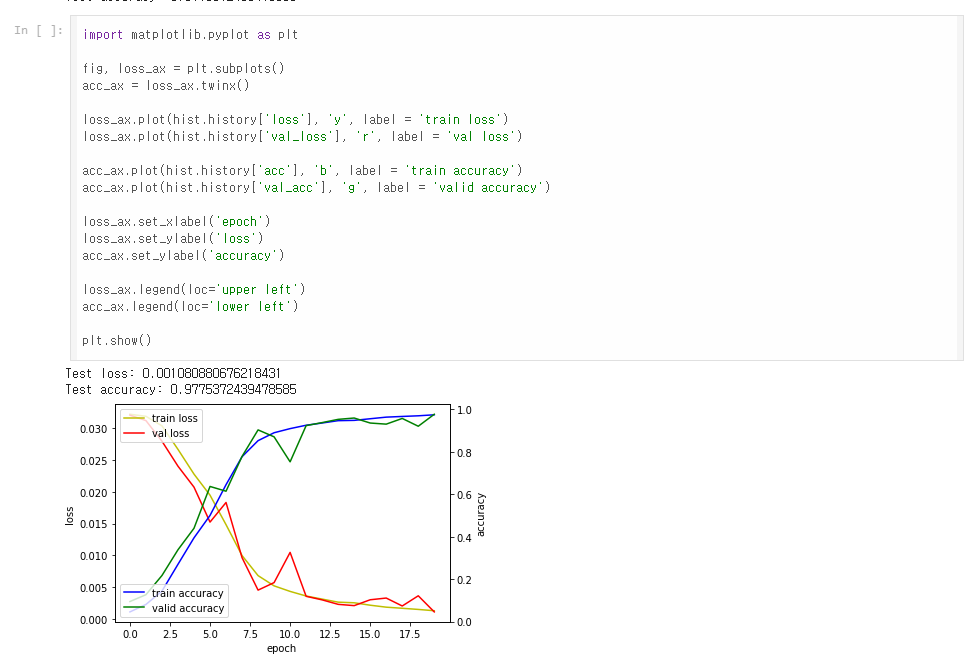 In [ ]:
import matplotlib.pyplot as plt
fig, loss_ax = plt.subplots()
acc_ax = loss_ax.twinx()
loss_ax.plot(hist.history['loss'], 'y', label = 'train loss')
loss_ax.plot(hist.history['val_loss'], 'r', label = 'val loss')
acc_ax.plot(hist.history['acc'], 'b', label = 'train accuracy')
acc_ax.plot(hist.history['val_acc'], 'g', label = 'valid accuracy')
loss_ax.set_xlabel('epoch')
loss_ax.set_ylabel('loss')
acc_ax.set_ylabel('accuracy')
loss_ax.legend(loc='upper left')
acc_ax.legend(loc='lower left')
plt.show()
Test loss: 0.001080880676218431
Test accuracy: 0.9775372439478585
train loss
val loss
train accuracy
valid accuracy
loss
0.030
0.025
0.020
0.015
0.010
0.005
0.000
1.0
0.8
0.6
0.4
0.2
0.0
accuracy
0.0 2.5 5.0 7.5 10.0 12.5 15.0 17.5
epoch